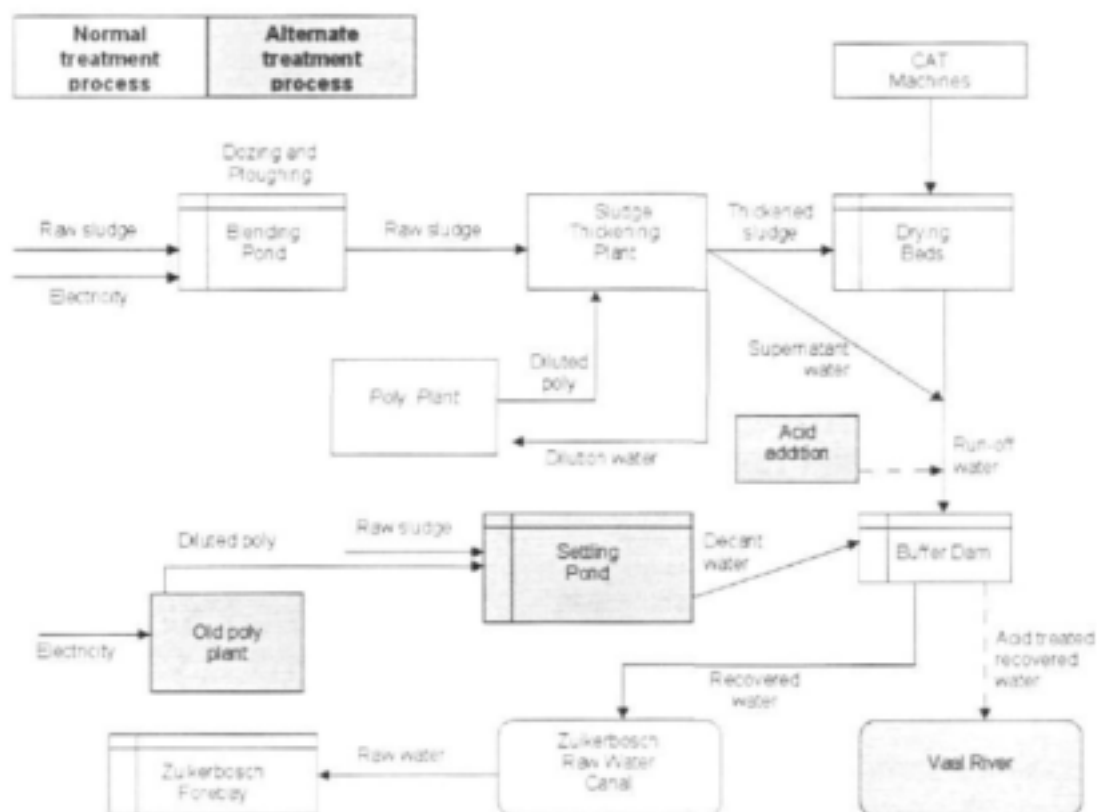 Normal
treatment
process
Alternate
treatment
process
CAT
Machines
Dozing and
Ploughing
Raw sludge
Blending
Pond
Raw sludge
Sludge
Thickening
Plant
Thickened
sludge
Drying
Beds
Electricity
Diluted
poly
Supernatant
water
Poly Plant
Dilution water
Acid
addition
Run-off
water
Raw sludge
Diluted poly
Settling
Pond
Decant
water
Buffer Dam
Old poly
plant
Electricity
Acid treated
recovered
water
Recovered
water
Zuikerbosch
Forebay
Raw water
Zuikerbosch
Raw Water
Canal
Vaal River